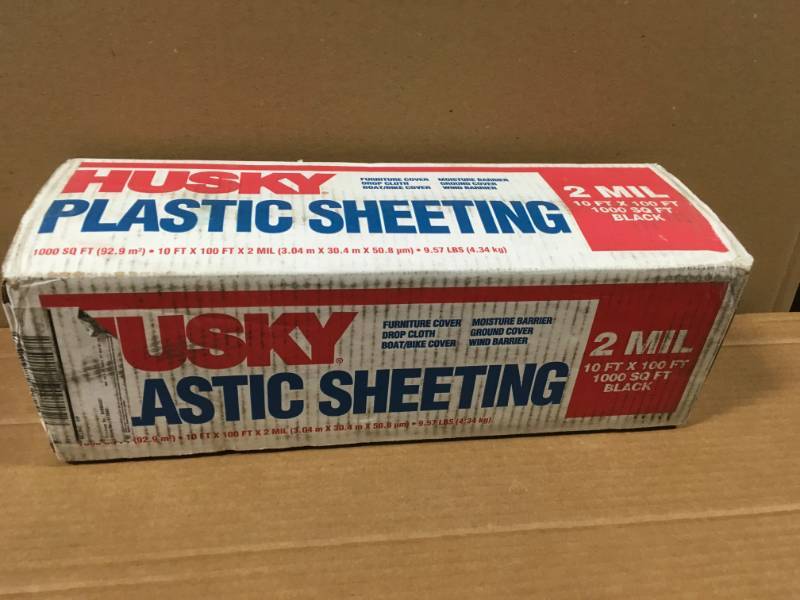 HUSKY
FURNITURE COVER MOISTURE BARRIER
DROP CLOTH GROUND COVER
BOAT/BIKE COVER WIND BARRIER
PLASTIC SHEETING
2 MIL
10 FT X 100 FT
1000 SQ FT
BLACK
1000 SQ FT (92.9 m²) • 10 FT X 100 FT X 2 MIL (3.04 m X 30.4 m X 50.8 µm) • 9.57 LBS (4.34 kg)
USKY®
FURNITURE COVER MOISTURE BARRIER
DROP CLOTH GROUND COVER
BOAT/BIKE COVER WIND BARRIER
ASTIC SHEETING
2 MIL
10 FT X 100 FT
1000 SQ FT
BLACK
(92.9 m²) • 10 FT X 100 FT X 2 MIL (3.04 m X 30.4 m X 50.8 µm) • 9.57 LBS (4.34 kg)